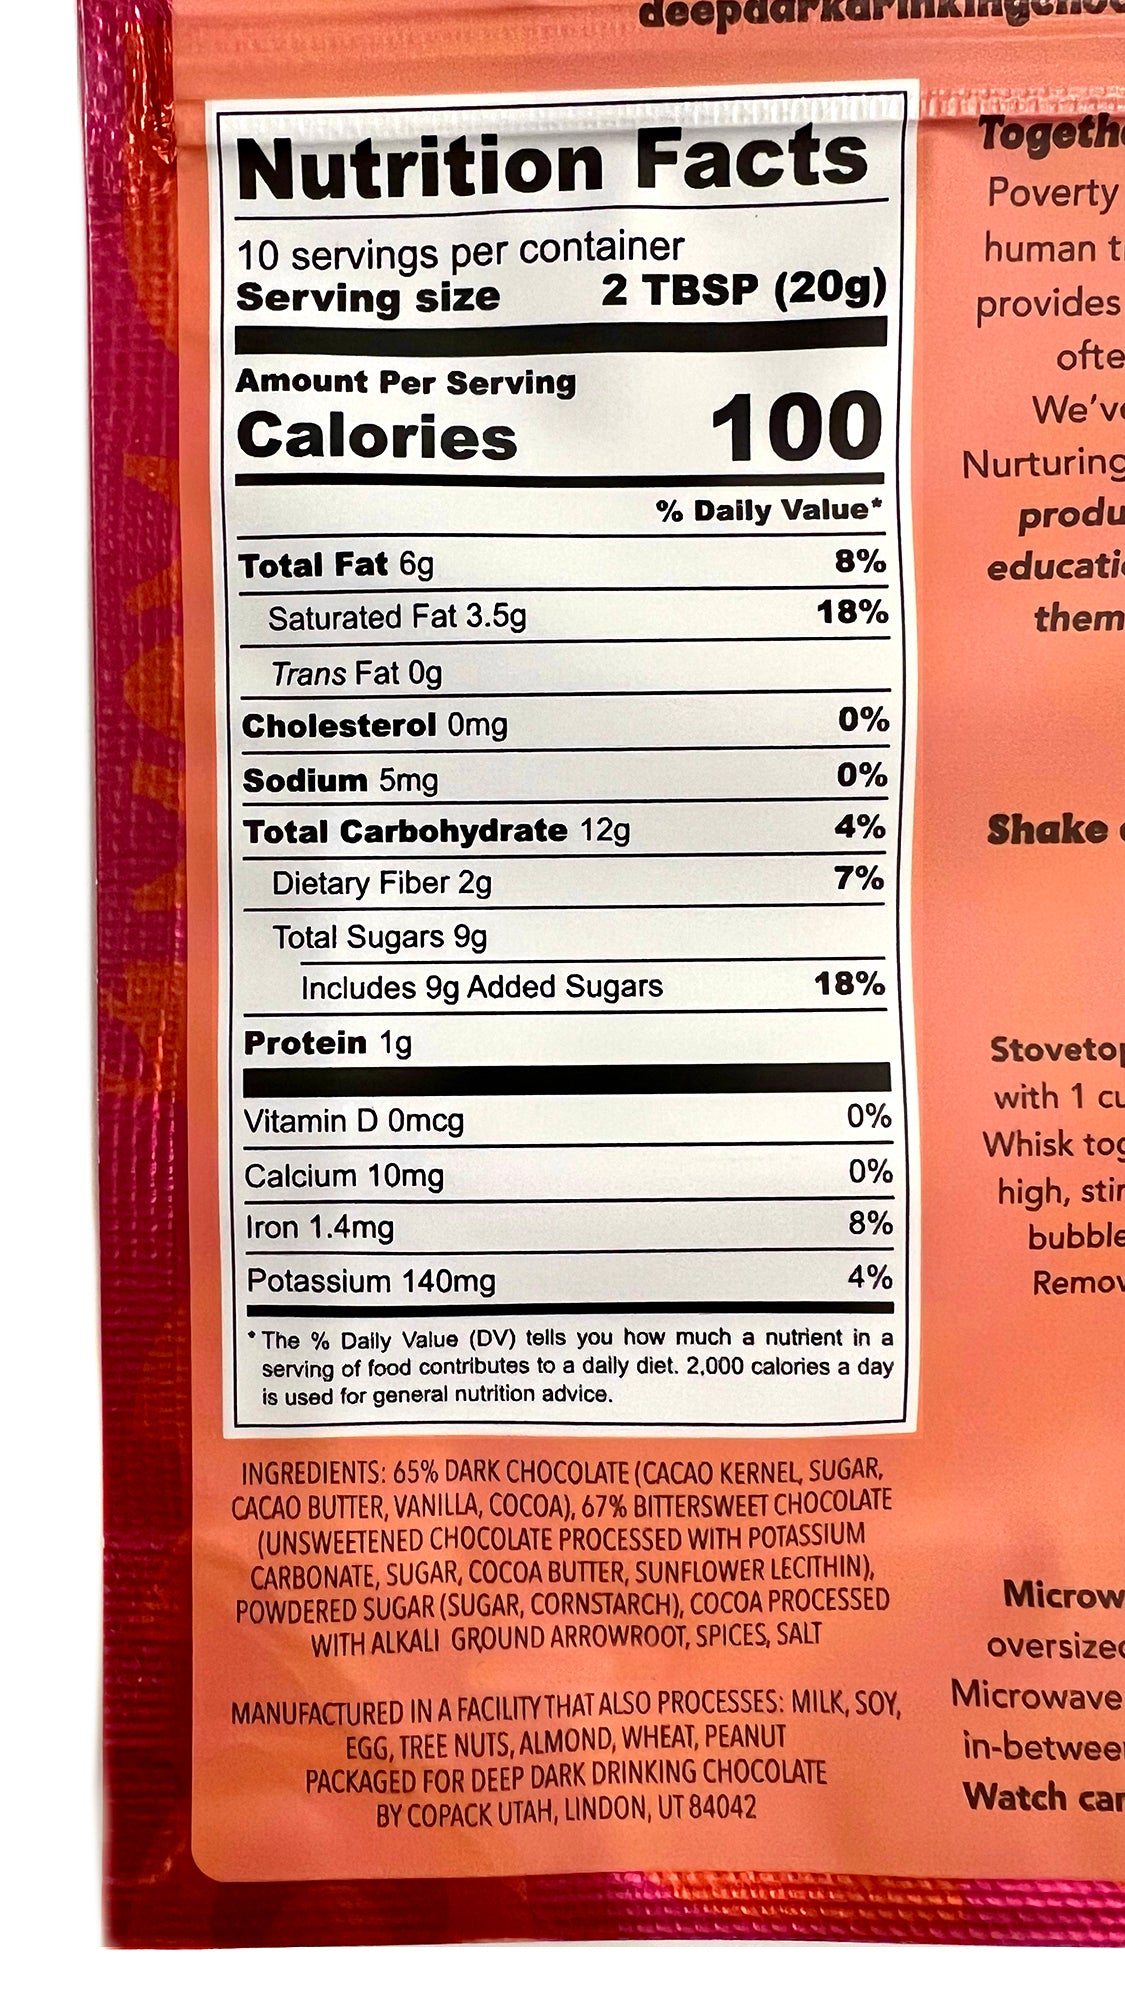 Nutrition Facts
10 servings per container
Serving size 2 TBSP (20g)
Amount Per Serving
Calories 100
% Daily Value*
Total Fat 6g 8%
Saturated Fat 3.5g 18%
Trans Fat 0g
Cholesterol 0mg 0%
Sodium 5mg 0%
Total Carbohydrate 12g 4%
Dietary Fiber 2g 7%
Total Sugars 9g
Includes 9g Added Sugars 18%
Protein 1g
Vitamin D 0mcg 0%
Calcium 10mg 0%
Iron 1.4mg 8%
Potassium 140mg 4%
* The % Daily Value (DV) tells you how much a nutrient in a
serving of food contributes to a daily diet. 2,000 calories a day
is used for general nutrition advice.
INGREDIENTS: 65% DARK CHOCOLATE (CACAO KERNEL, SUGAR,
CACAO BUTTER, VANILLA, COCOA), 67% BITTERSWEET CHOCOLATE
(UNSWEETENED CHOCOLATE PROCESSED WITH POTASSIUM
CARBONATE, SUGAR, COCOA BUTTER, SUNFLOWER LECITHIN),
POWDERED SUGAR (SUGAR, CORNSTARCH), COCOA PROCESSED
WITH ALKALI GROUND ARROWROOT, SPICES, SALT
MANUFACTURED IN A FACILITY THAT ALSO PROCESSES: MILK, SOY,
EGG, TREE NUTS, ALMOND, WHEAT, PEANUT
PACKAGED FOR DEEP DARK DRINKING CHOCOLATE
BY COPACK UTAH, LINDON, UT 84042
Poverty
human
provides
We've
Nurturing
Shake
with 1
Whisk
high,
oversized
Microwave
Watch